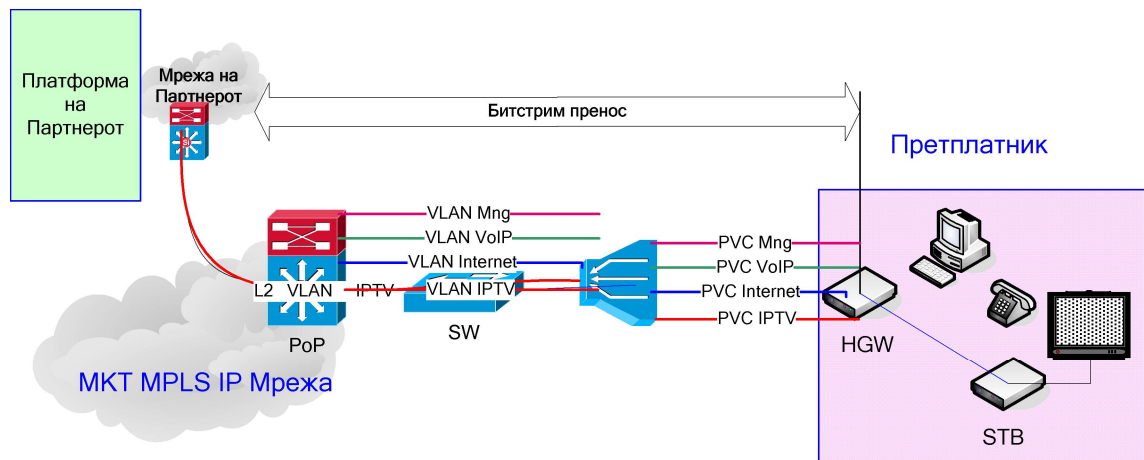 Платформа
на
Партнерот
Мрежа на
Партнерот
SI
Битстрим пренос
Претплатник
VLAN Mng
VLAN VoIP
VLAN Internet
L2 VLAN IPTV
VLAN IPTV
SW
PoP
МКТ MPLS IP Мрежа
PVC Mng
PVC VoIP
PVC Internet
PVC IPTV
HGW
STB